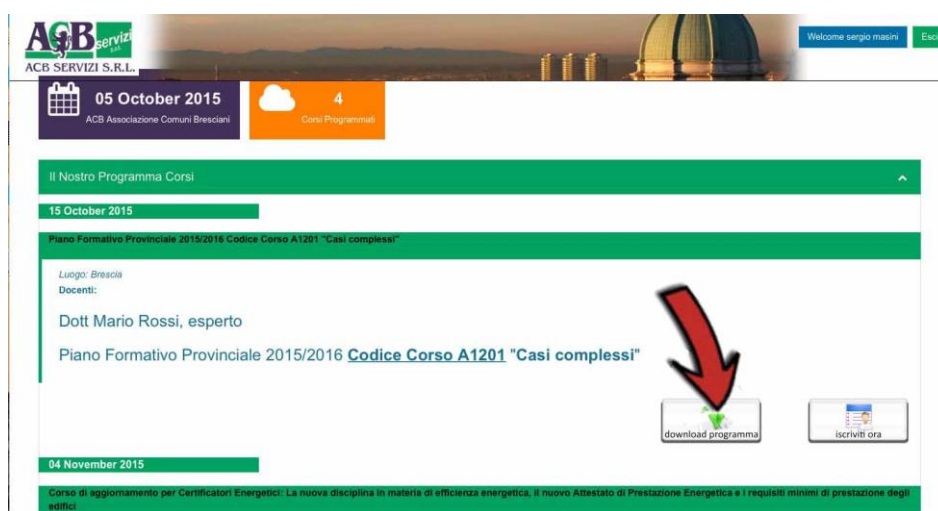 ACB servizi s.r.l.
ACB SERVIZI S.R.L.
Welcome sergio masini
Esci
05 October 2015
ACB Associazione Comuni Bresciani
4
Corsi Programmati
Il Nostro Programma Corsi
15 October 2015
Piano Formativo Provinciale 2015/2016 Codice Corso A1201 "Casi complessi"
Luogo: Brescia
Docenti:
Dott Mario Rossi, esperto
Piano Formativo Provinciale 2015/2016 Codice Corso A1201 "Casi complessi"
download programma
iscriviti ora
04 November 2015
Corso di aggiornamento per Certificatori Energetici: La nuova disciplina in materia di efficienza energetica, il nuovo Attestato di Prestazione Energetica e i requisiti minimi di prestazione degli
edifici